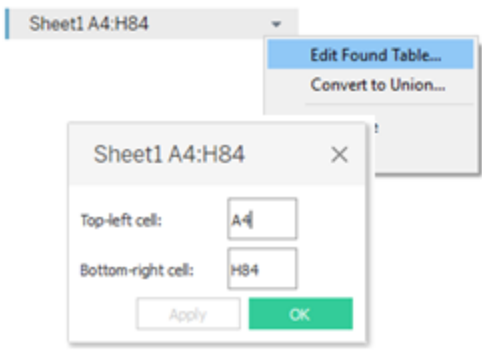 Sheet1 A4:H84
Edit Found Table...
Convert to Union...
Sheet1 A4:H84
Top-left cell:
A4
Bottom-right cell:
H84
Apply
OK